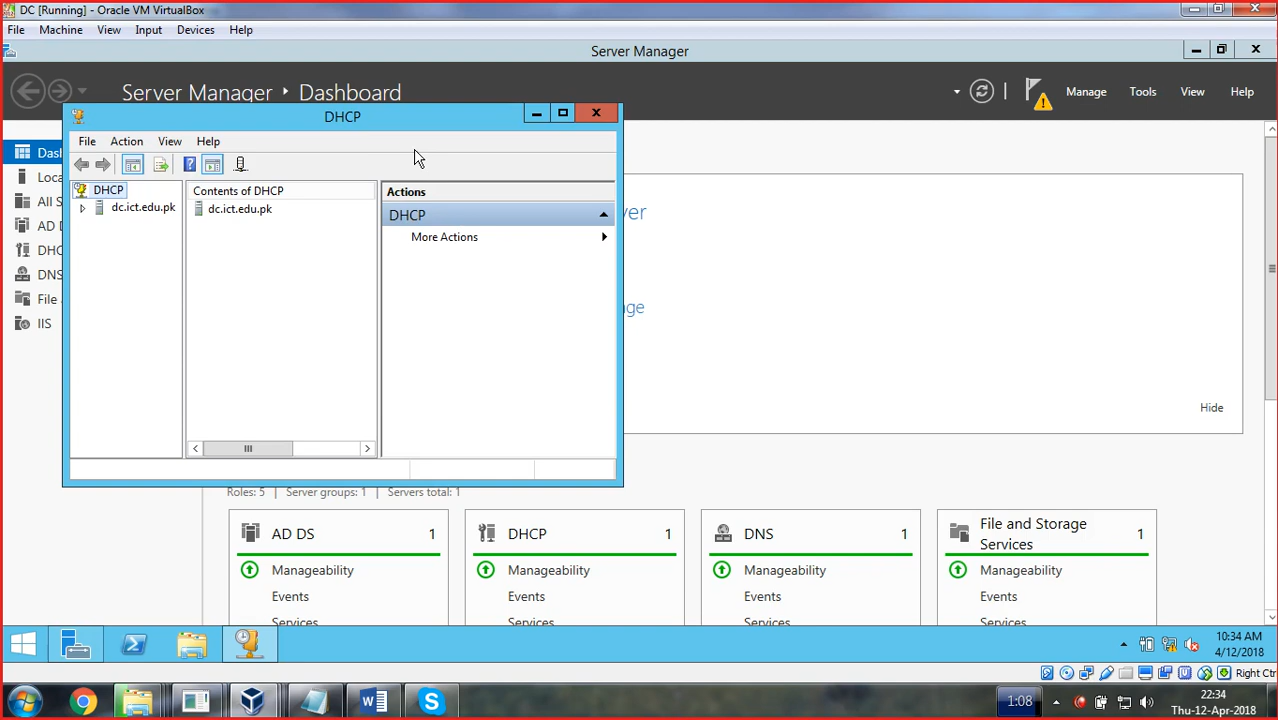 DC [Running] - Oracle VM VirtualBox
File Machine View Input Devices Help
Server Manager
Server Manager Dashboard
Manage Tools View Help
DHCP
File Action View Help
DHCP
dc.ict.edu.pk
Contents of DHCP
dc.ict.edu.pk
Actions
DHCP
More Actions
Das
Loca
All S
AD D
DHC
DNS
File a
IIS
ver
ge
Hide
Roles: 5 | Server groups: 1 | Servers total: 1
AD DS 1
Manageability
Events
Services
DHCP 1
Manageability
Events
Services
DNS 1
Manageability
Events
Services
File and Storage
Services 1
Manageability
Events
Services
10:34 AM
4/12/2018
Right Ctr
1:08
22:34
Thu-12-Apr-2018